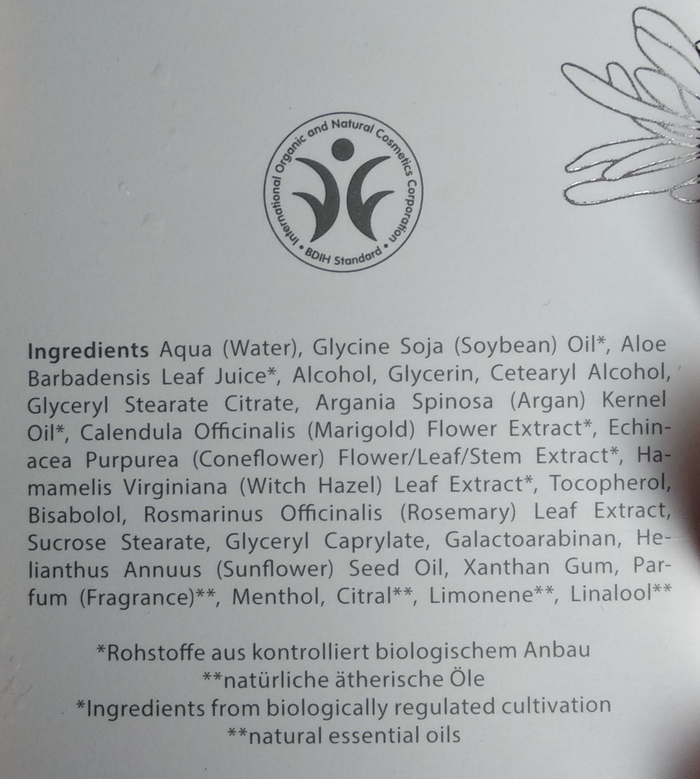 International Organic and Natural Cosmetics Corporation • BDIH Standard •
Ingredients Aqua (Water), Glycine Soja (Soybean) Oil*, Aloe
Barbadensis Leaf Juice*, Alcohol, Glycerin, Cetearyl Alcohol,
Glyceryl Stearate Citrate, Argania Spinosa (Argan) Kernel
Oil*, Calendula Officinalis (Marigold) Flower Extract*, Echin-
acea Purpurea (Coneflower) Flower/Leaf/Stem Extract*, Ha-
mamelis Virginiana (Witch Hazel) Leaf Extract*, Tocopherol,
Bisabolol, Rosmarinus Officinalis (Rosemary) Leaf Extract,
Sucrose Stearate, Glyceryl Caprylate, Galactoarabinan, He-
lianthus Annuus (Sunflower) Seed Oil, Xanthan Gum, Par-
fum (Fragrance)**, Menthol, Citral**, Limonene**, Linalool**
*Rohstoffe aus kontrolliert biologischem Anbau
**natürliche ätherische Öle
*Ingredients from biologically regulated cultivation
**natural essential oils